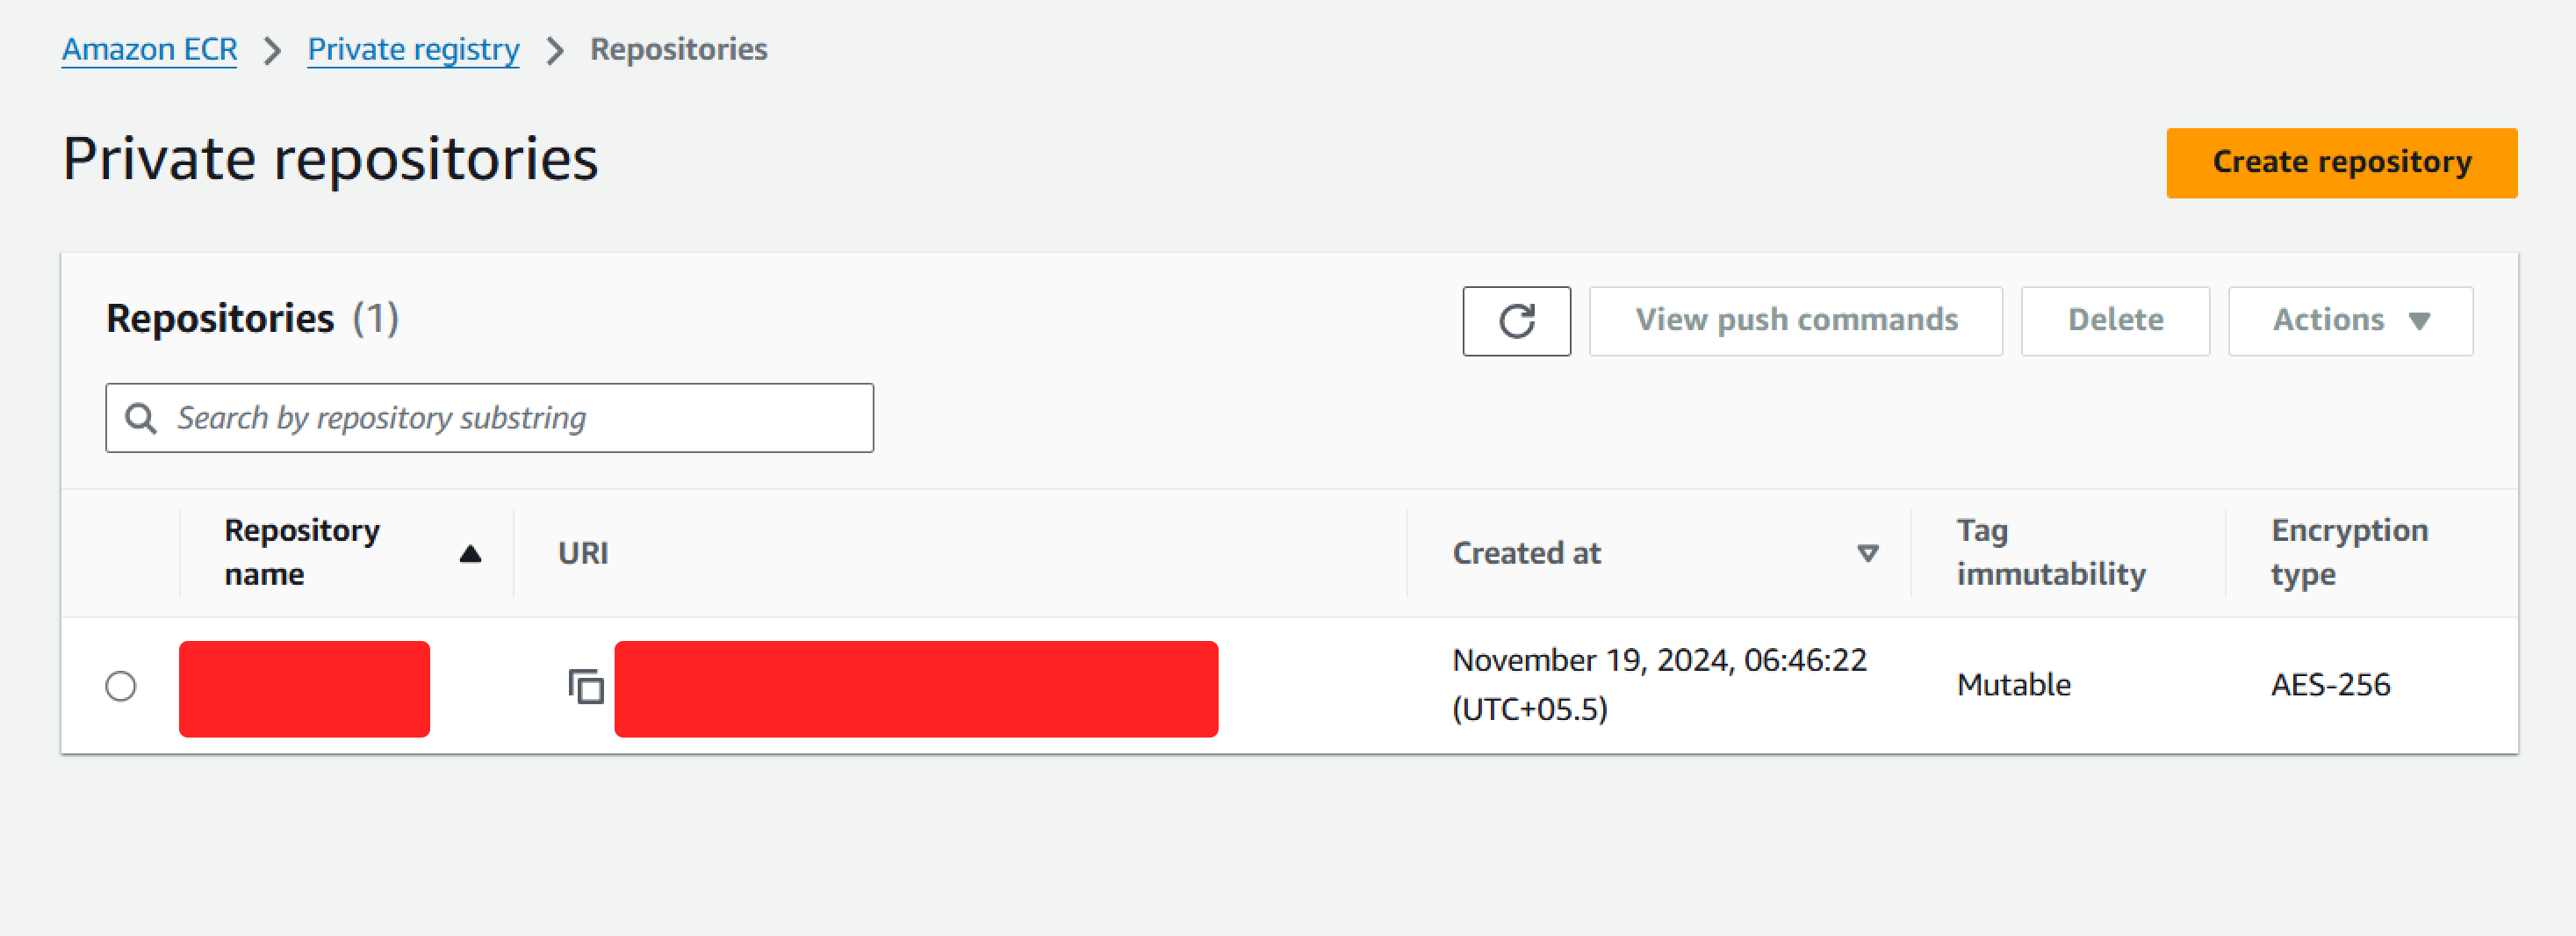 Amazon ECR > Private registry > Repositories
Private repositories
Create repository
Repositories (1)
View push commands
Delete
Actions
Search by repository substring
Repository name
URI
Created at
Tag immutability
Encryption type
November 19, 2024, 06:46:22 (UTC+05.5)
Mutable
AES-256